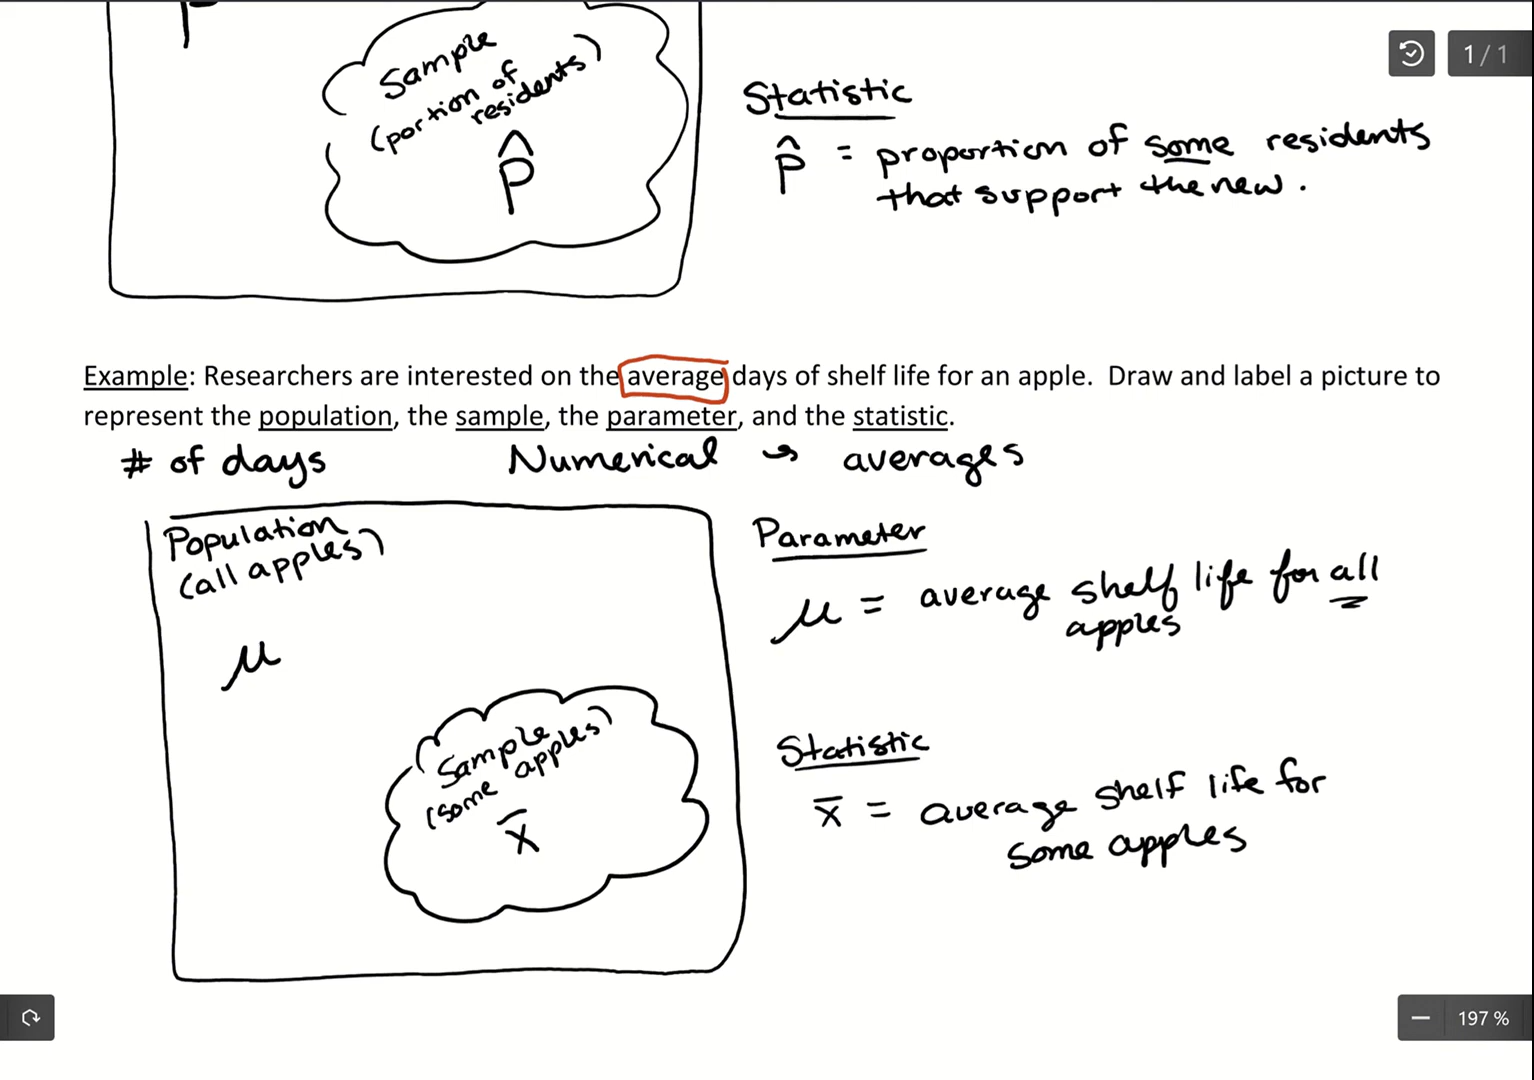 Sample
(portion of
residents)
p̂
Statistic
p̂ = proportion of some residents
that support the new.
1 / 1
Example: Researchers are interested on the average days of shelf life for an apple. Draw and label a picture to
represent the population, the sample, the parameter, and the statistic.
# of days Numerical → averages
Population
(all apples)
μ
Sample
(some apples)
x̄
Parameter
μ = average shelf life for all
apples
Statistic
x̄ = average shelf life for
some apples
197 %